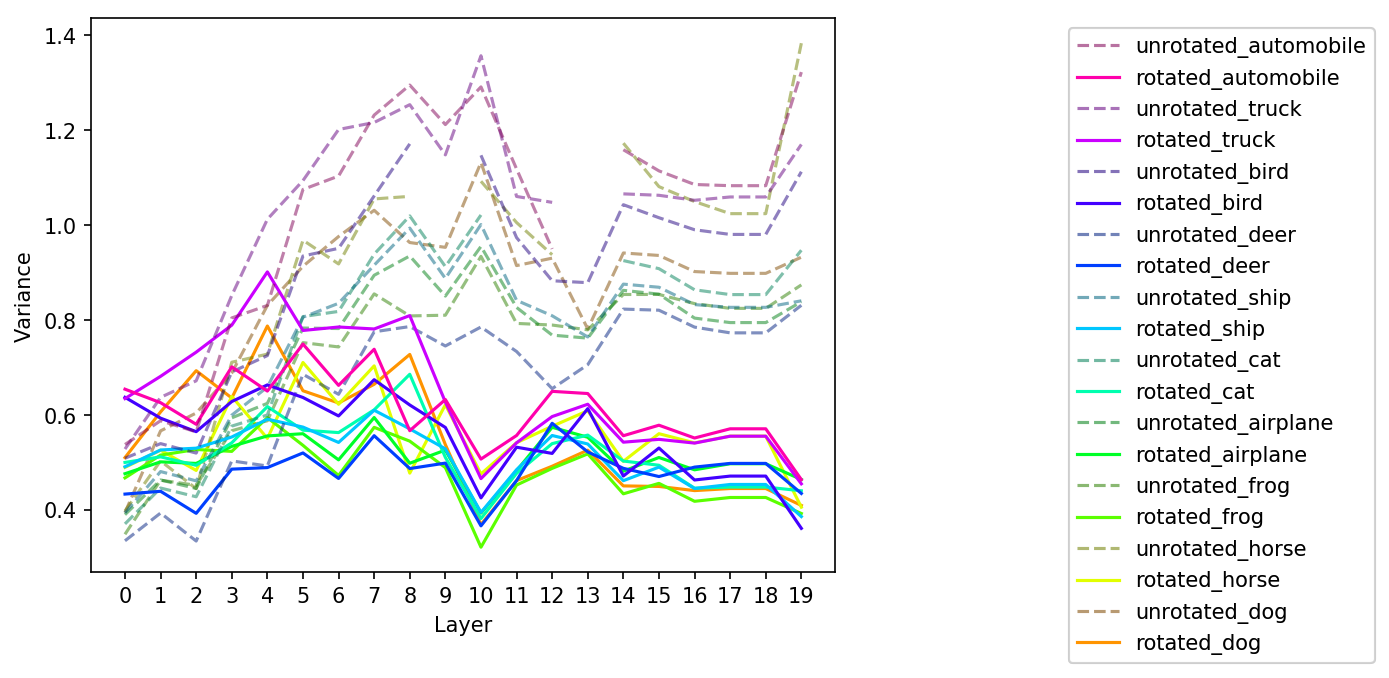 1.4
1.2
1.0
0.8
0.6
0.4
Variance
0 1 2 3 4 5 6 7 8 9 10 11 12 13 14 15 16 17 18 19
Layer
unrotated_automobile
rotated_automobile
unrotated_truck
rotated_truck
unrotated_bird
rotated_bird
unrotated_deer
rotated_deer
unrotated_ship
rotated_ship
unrotated_cat
rotated_cat
unrotated_airplane
rotated_airplane
unrotated_frog
rotated_frog
unrotated_horse
rotated_horse
unrotated_dog
rotated_dog